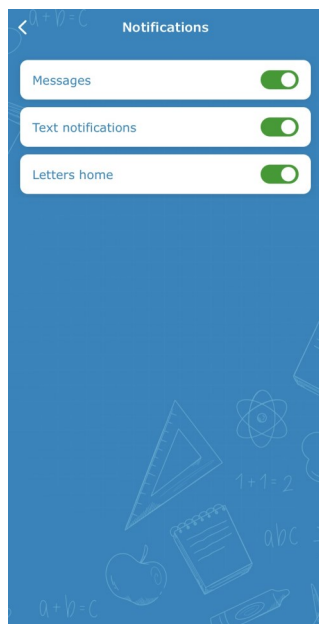 a+b=c
Notifications
Messages
Text notifications
Letters home
1+1=2
abc
a+b=c